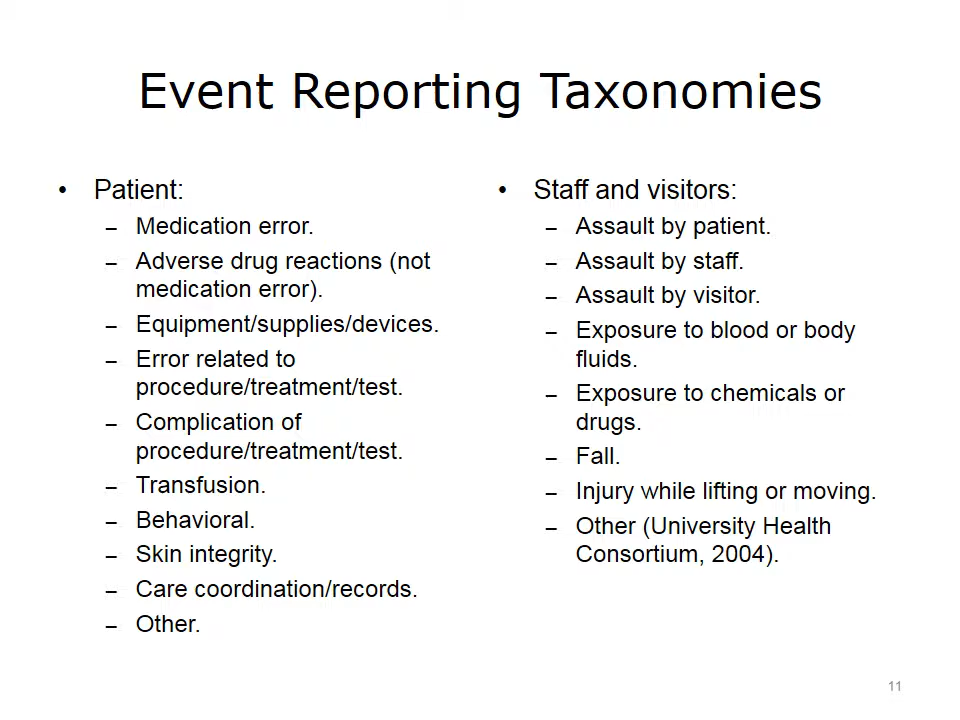 Event Reporting Taxonomies
• Patient:
– Medication error.
– Adverse drug reactions (not
medication error).
– Equipment/supplies/devices.
– Error related to
procedure/treatment/test.
– Complication of
procedure/treatment/test.
– Transfusion.
– Behavioral.
– Skin integrity.
– Care coordination/records.
– Other.
• Staff and visitors:
– Assault by patient.
– Assault by staff.
– Assault by visitor.
– Exposure to blood or body
fluids.
– Exposure to chemicals or
drugs.
– Fall.
– Injury while lifting or moving.
– Other (University Health
Consortium, 2004).
11